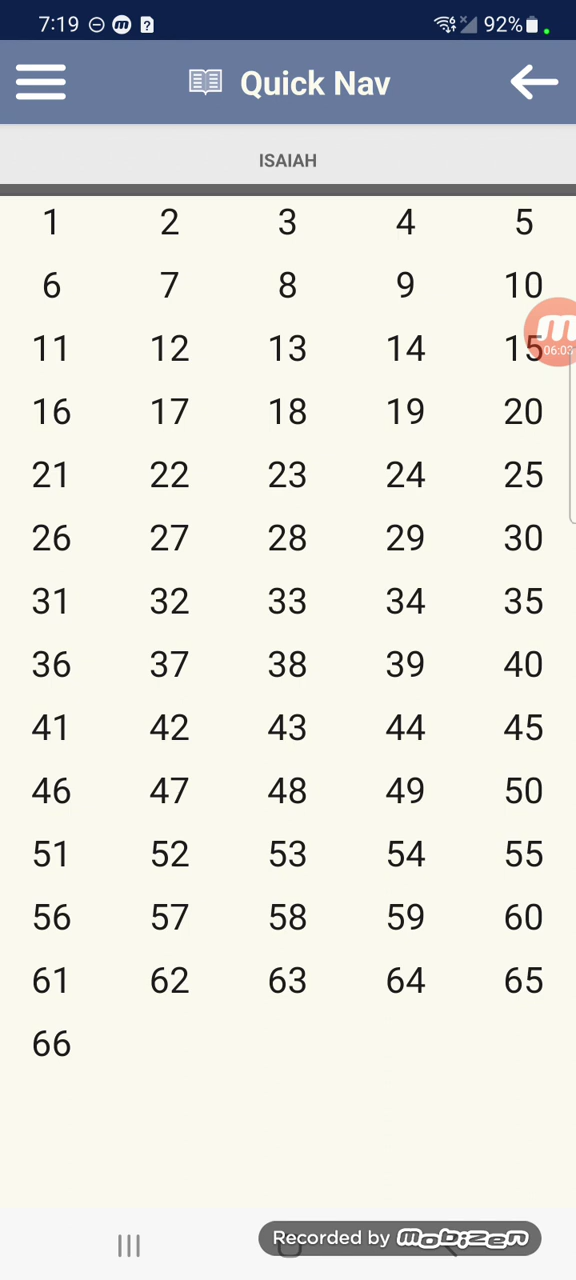 7:19 92%
Quick Nav
ISAIAH
1 2 3 4 5
6 7 8 9 10
11 12 13 14 15
06:03
16 17 18 19 20
21 22 23 24 25
26 27 28 29 30
31 32 33 34 35
36 37 38 39 40
41 42 43 44 45
46 47 48 49 50
51 52 53 54 55
56 57 58 59 60
61 62 63 64 65
66
Recorded by mobizen